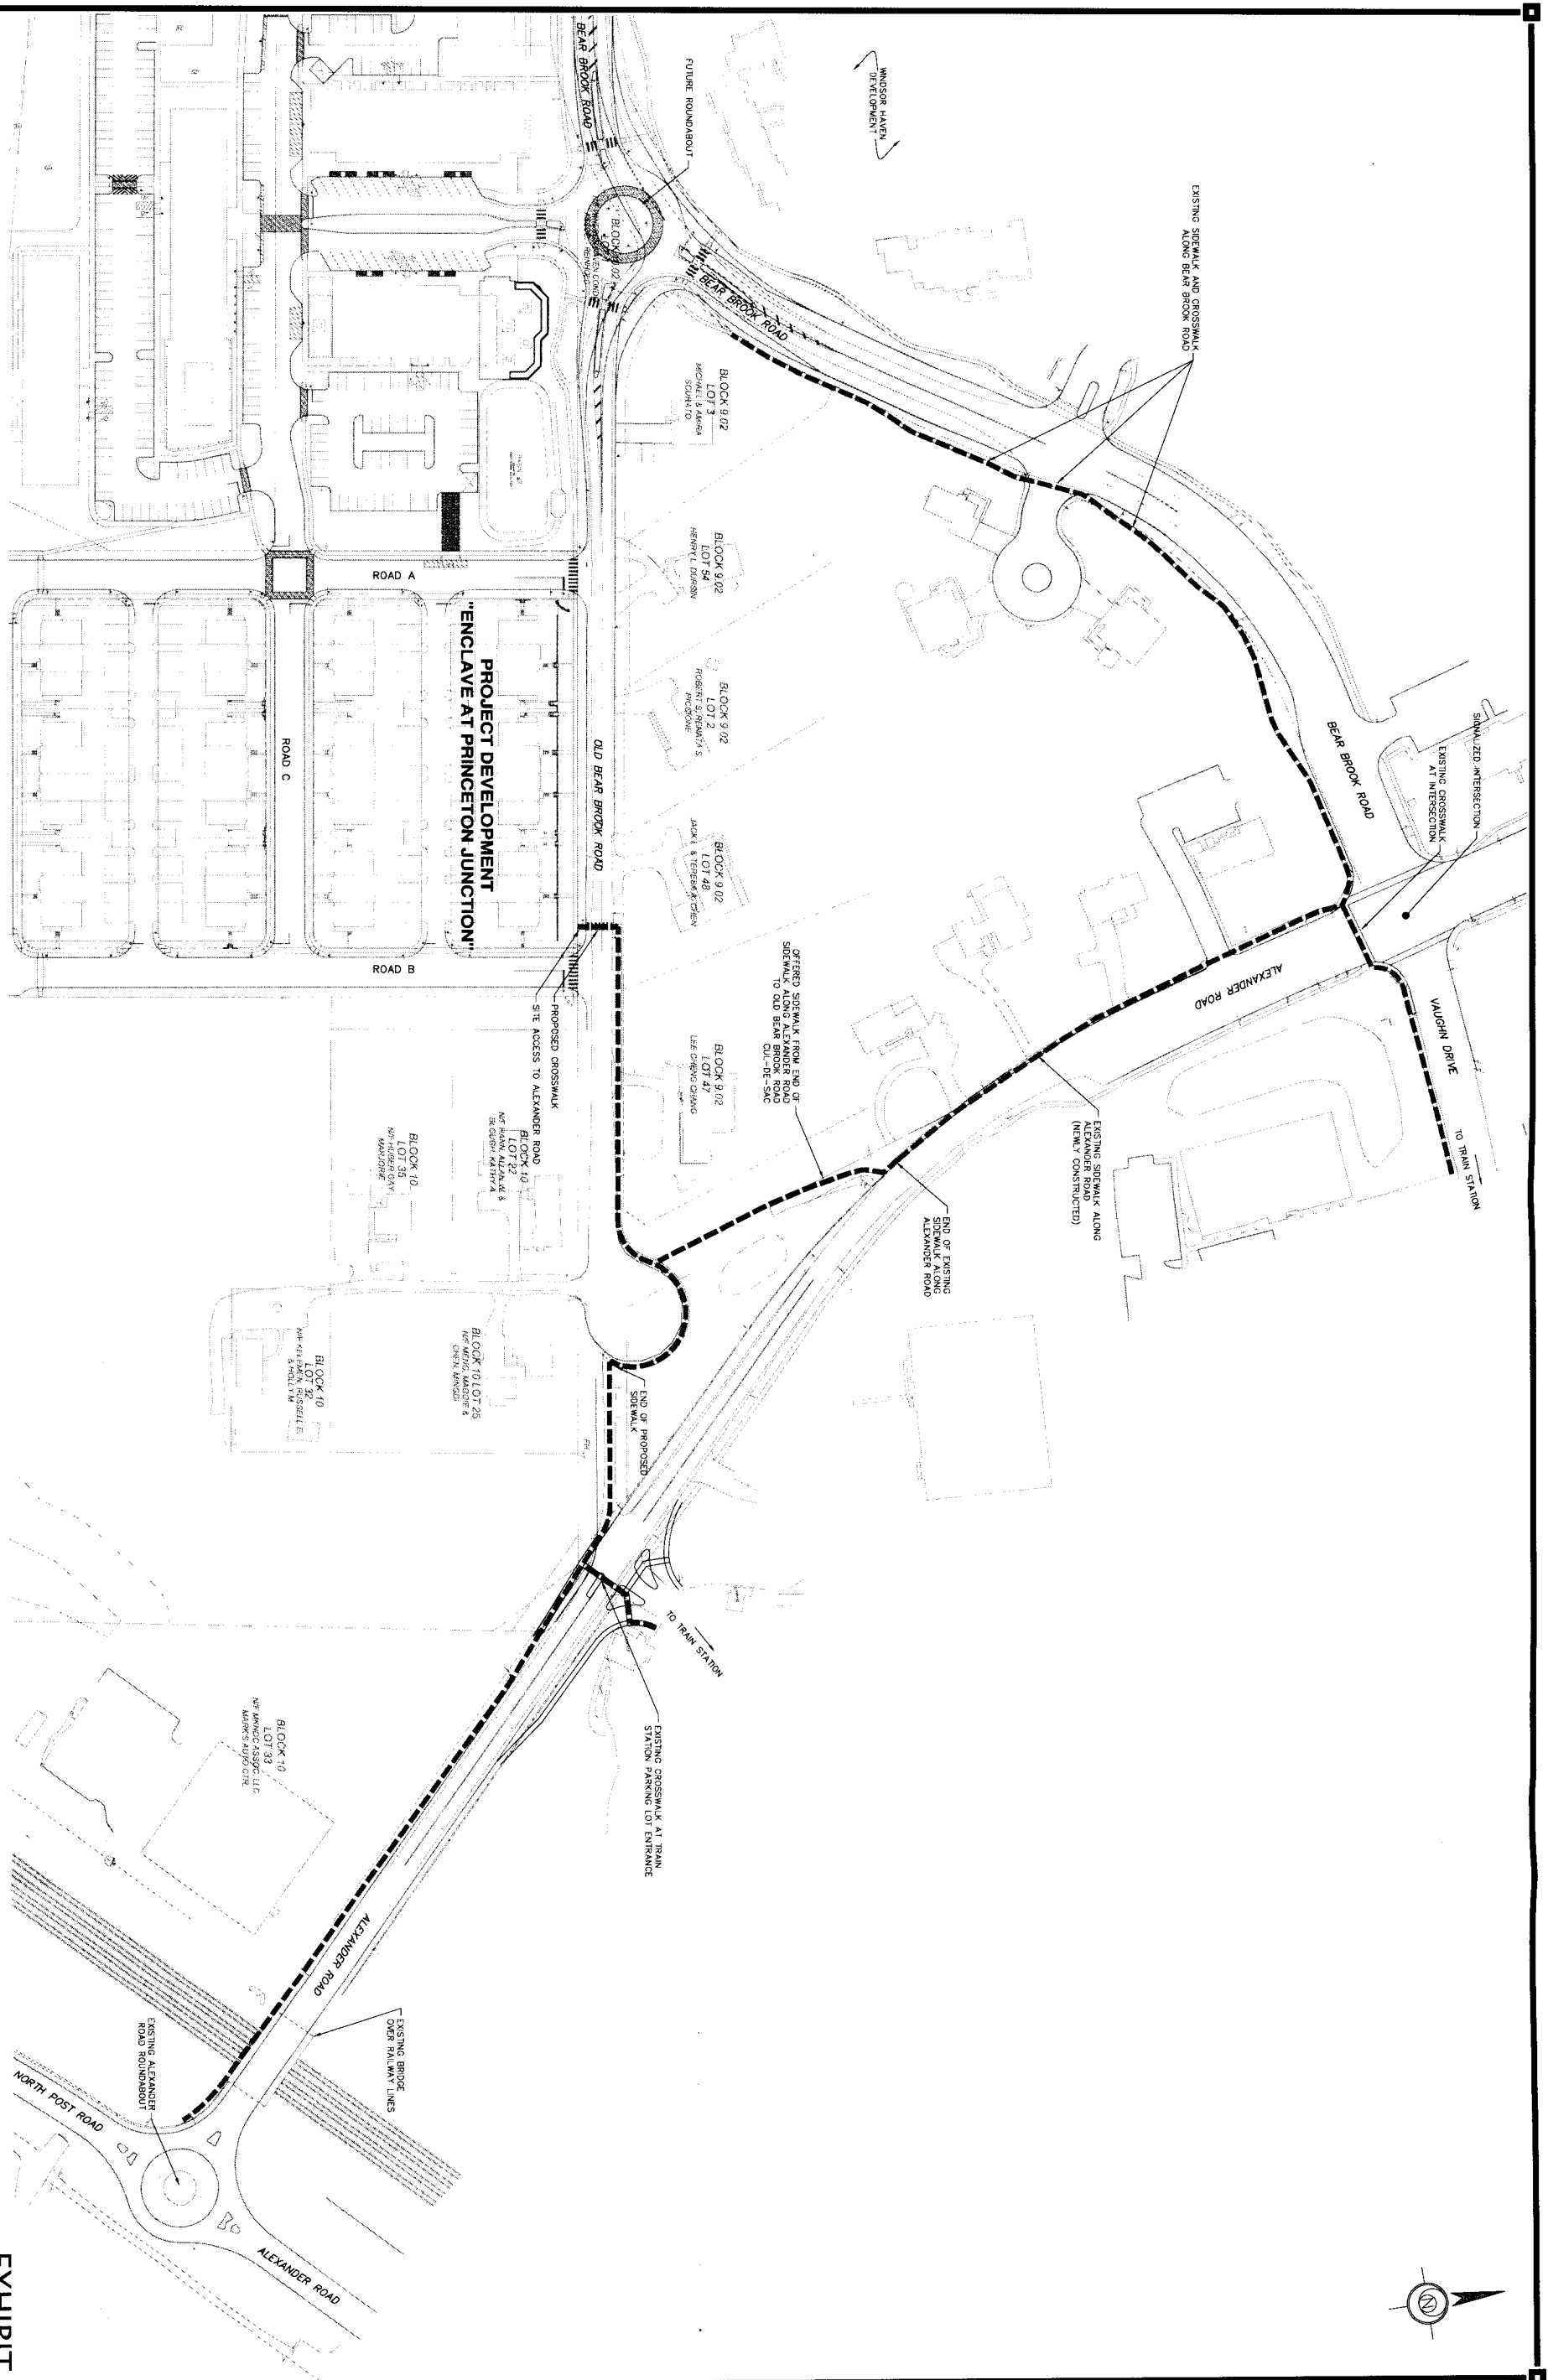 WINDSOR HAVEN
DEVELOPMENT
FUTURE ROUNDABOUT
BEAR BROOK ROAD
BLOCK 9.02
BEAR BROOK ROAD
EXISTING SIDEWALK AND CROSSWALK
ALONG BEAR BROOK ROAD
BLOCK 9.02
LOT 3
BLOCK 9.02
LOT 54
HENRY L. DURSIN
BLOCK 9.02
LOT 2
BLOCK 9.02
LOT 48
BLOCK 9.02
LOT 47
LEE CHENG CHANG
ROAD A
PROJECT DEVELOPMENT
"ENCLAVE AT PRINCETON JUNCTION"
ROAD C
ROAD B
OLD BEAR BROOK ROAD
PROPOSED CROSSWALK
SITE ACCESS TO ALEXANDER ROAD
BEAR BROOK ROAD
SIGNALIZED INTERSECTION
EXISTING CROSSWALK
AT INTERSECTION
VAUGHN DRIVE
TO TRAIN STATION
ALEXANDER ROAD
OFFERED SIDEWALK FROM END OF
SIDEWALK ALONG ALEXANDER ROAD
TO OLD BEAR BROOK ROAD
CUL-DE-SAC
EXISTING SIDEWALK ALONG
ALEXANDER ROAD
(NEWLY CONSTRUCTED)
END OF EXISTING
SIDEWALK ALONG
ALEXANDER ROAD
BLOCK 10
LOT 22
BLOCK 10
LOT 35
BLOCK 10 LOT 25
BLOCK 10
LOT 32
END OF PROPOSED
SIDEWALK
TO TRAIN STATION
EXISTING CROSSWALK AT TRAIN
STATION PARKING LOT ENTRANCE
BLOCK 10
LOT 33
MARK'S AUTO CTR.
ALEXANDER ROAD
EXISTING BRIDGE
OVER RAILWAY LINES
EXISTING ALEXANDER
ROAD ROUNDABOUT
NORTH POST ROAD
ALEXANDER ROAD
N
EXHIBIT